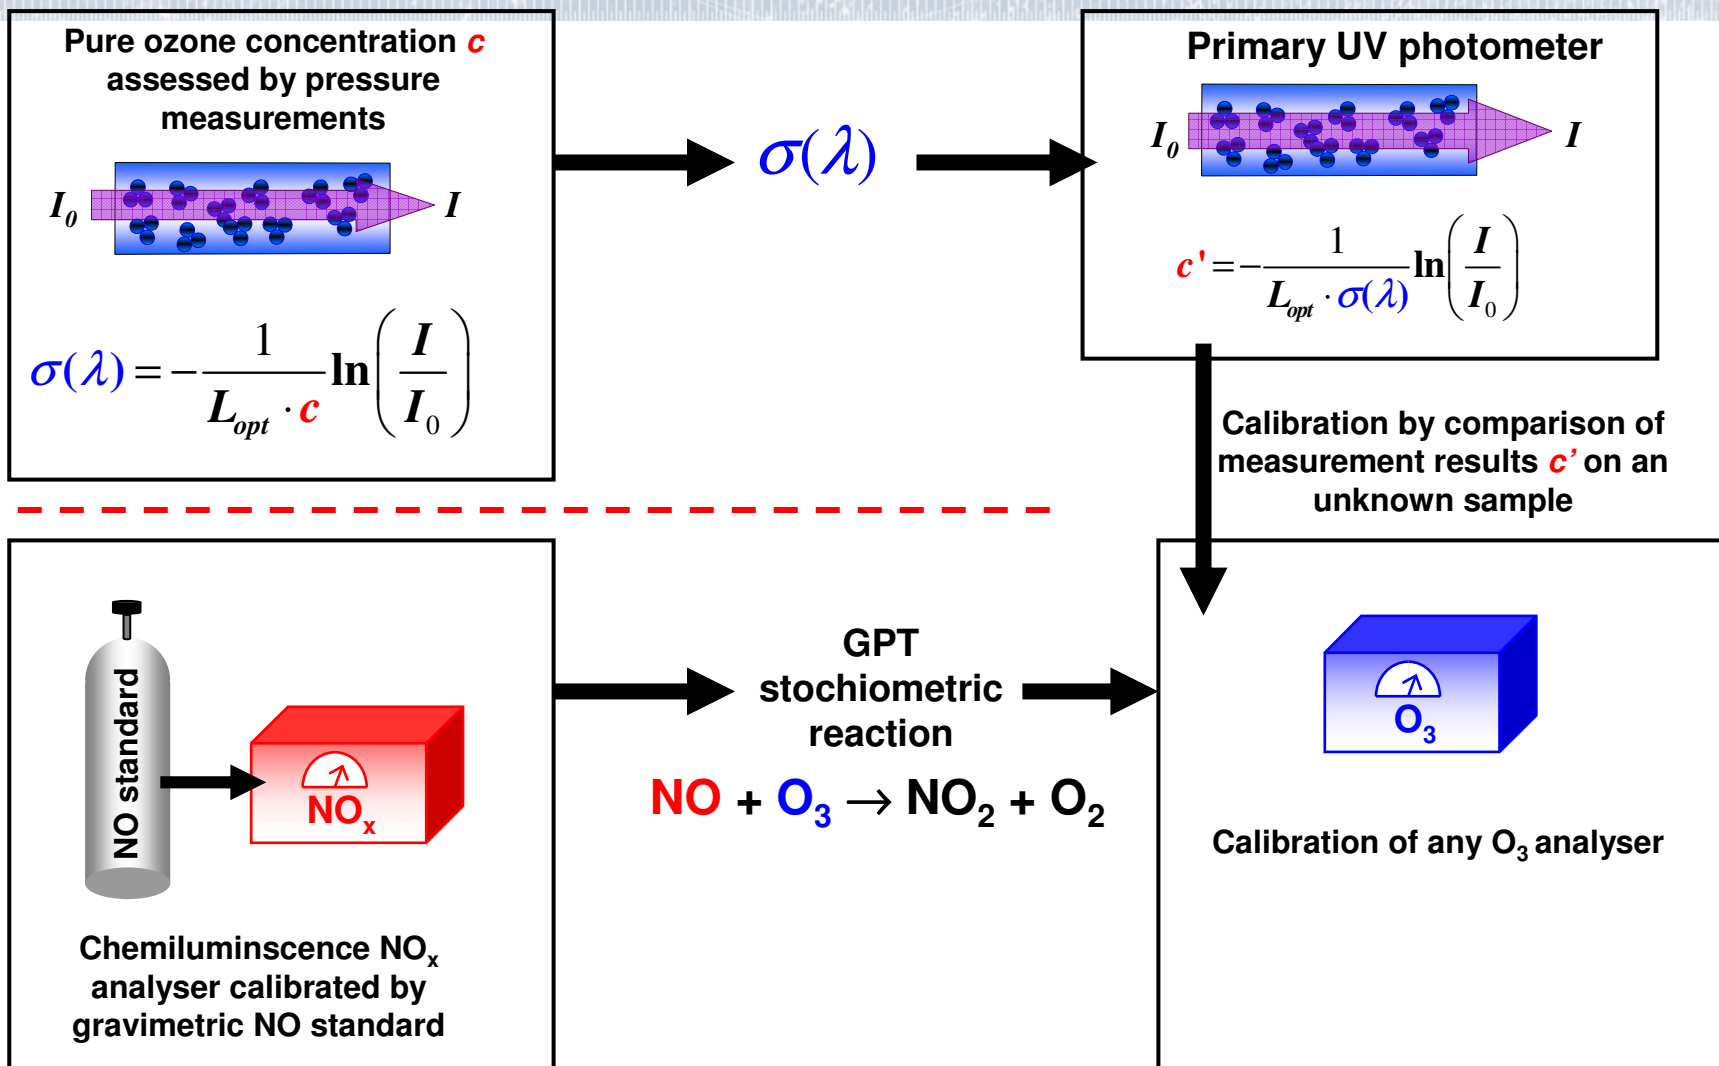 Pure ozone concentration c
assessed by pressure
measurements
I₀ I
σ(λ) = − 1 / (L_opt · c) ln(I / I₀)
σ(λ)
Primary UV photometer
I₀ I
c' = − 1 / (L_opt · σ(λ)) ln(I / I₀)
Calibration by comparison of
measurement results c' on an
unknown sample
NO standard
NOₓ
Chemiluminscence NOₓ
analyser calibrated by
gravimetric NO standard
GPT
stochiometric
reaction
NO + O₃ → NO₂ + O₂
O₃
Calibration of any O₃ analyser